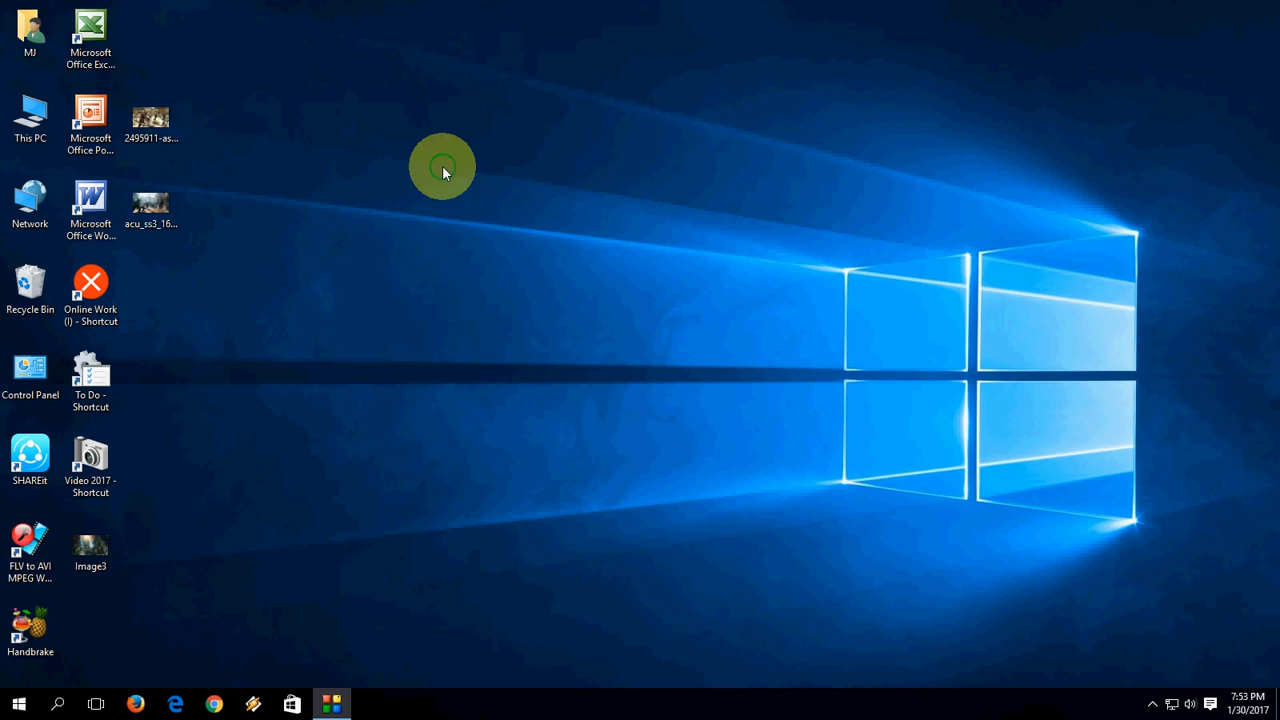 MJ
Microsoft
Office Exc...
This PC
Microsoft
Office Po...
2495911-as...
Network
Microsoft
Office Wo...
acu_ss3_16...
Recycle Bin
Online Work
(I) - Shortcut
Control Panel
To Do -
Shortcut
SHAREit
Video 2017 -
Shortcut
FLV to AVI
MPEG W...
Image3
Handbrake
7:53 PM
1/30/2017